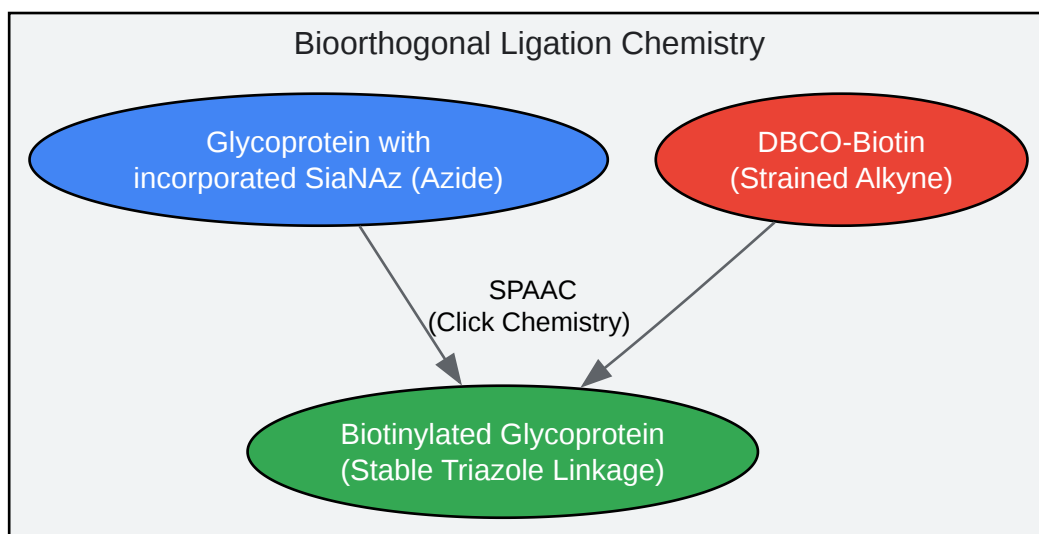 Bioorthogonal Ligation Chemistry
Glycoprotein with
incorporated SiaNAz (Azide)
DBCO-Biotin
(Strained Alkyne)
SPAAC
(Click Chemistry)
Biotinylated Glycoprotein
(Stable Triazole Linkage)